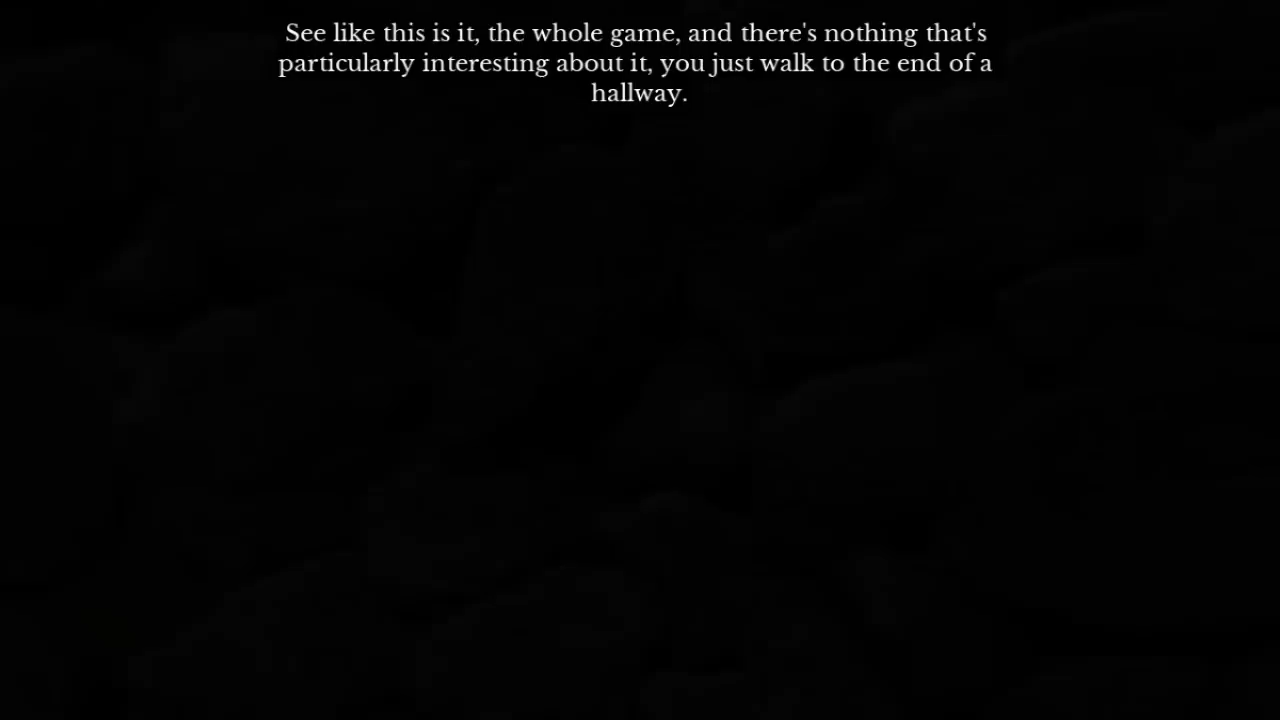 See like this is it, the whole game, and there's nothing that's
particularly interesting about it, you just walk to the end of a
hallway.